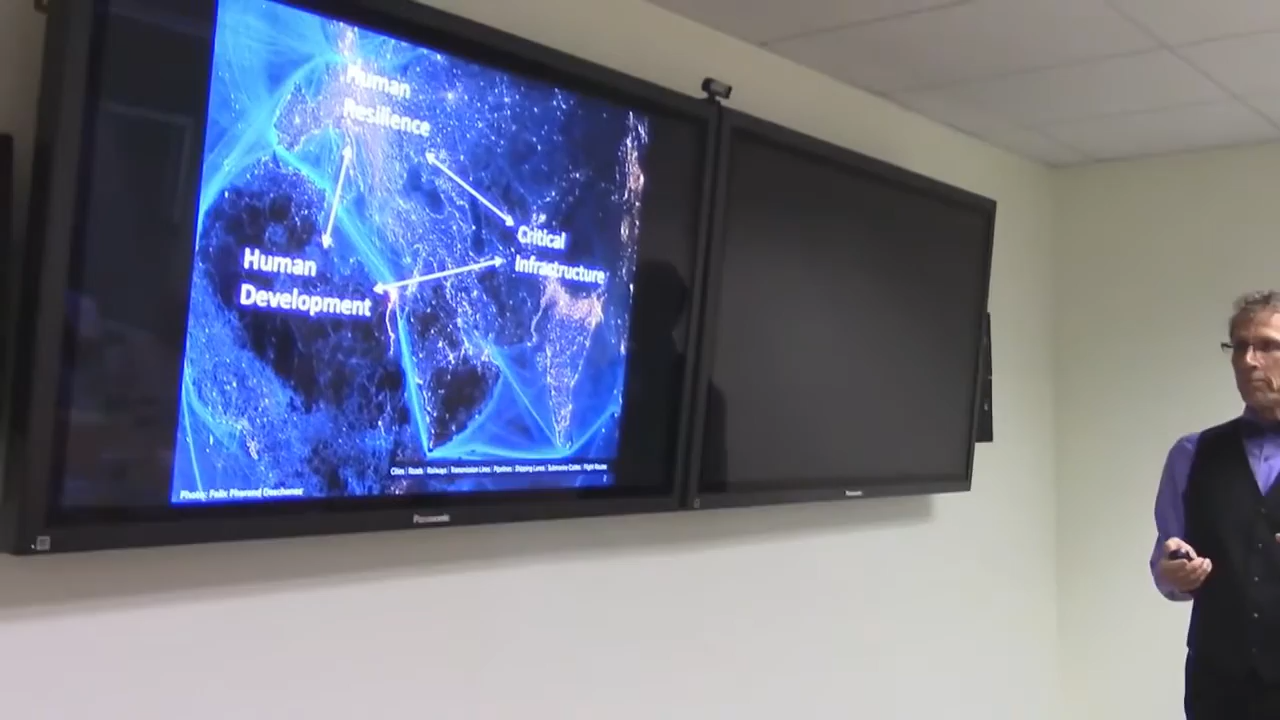 Human
Resilience
Critical
Infrastructure
Human
Development
Cities | Roads | Railways | Transmission Lines | Pipelines | Shipping Lanes | Submarine Cables | Flight Routes
Photo: Felix Pharand Deschenes
Panasonic
Panasonic